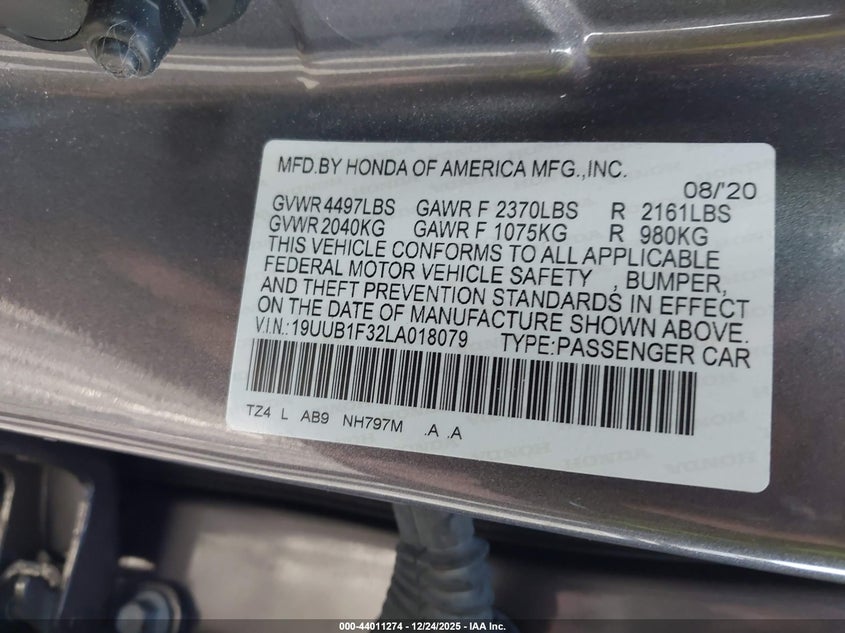 MFD.BY HONDA OF AMERICA MFG.,INC.
08/'20
GVWR 4497LBS GAWR F 2370LBS R 2161LBS
GVWR 2040KG GAWR F 1075KG R 980KG
THIS VEHICLE CONFORMS TO ALL APPLICABLE
FEDERAL MOTOR VEHICLE SAFETY , BUMPER,
AND THEFT PREVENTION STANDARDS IN EFFECT
ON THE DATE OF MANUFACTURE SHOWN ABOVE.
V.I.N.:19UUB1F32LA018079 TYPE:PASSENGER CAR
TZ4 L AB9 NH797M .A .A
000-44011274 - 12/24/2025 - IAA Inc.